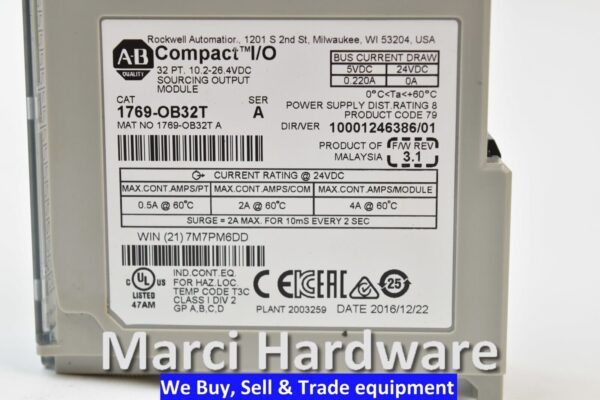 Rockwell Automation, 1201 S 2nd St, Milwaukee, WI 53204, USA
A-B QUALITY
Compact™ I/O
32 PT. 10.2-26.4VDC
SOURCING OUTPUT
MODULE
BUS CURRENT DRAW
5VDC 24VDC
0.220A 0A
0°C<Ta<+60°C
CAT SER
1769-OB32T A
MAT NO 1769-OB32T A
POWER SUPPLY DIST.RATING 8
PRODUCT CODE 79
DIR/VER 10001246386/01
PRODUCT OF
MALAYSIA
F/W REV
3.1
CURRENT RATING @ 24VDC
MAX.CONT.AMPS/PT MAX.CONT.AMPS/COM MAX.CONT.AMPS/MODULE
0.5A @ 60°C 2A @ 60°C 4A @ 60°C
SURGE = 2A MAX. FOR 10mS EVERY 2 SEC
WIN (21) 7M7PM6DD
c UL US
LISTED
47AM
IND.CONT.EQ.
FOR HAZ.LOC.
TEMP CODE T3C
CLASS I DIV 2
GP A,B,C,D
CE EAC 25
PLANT 2003259 DATE 2016/12/22
Marci Hardware
We Buy, Sell & Trade equipment